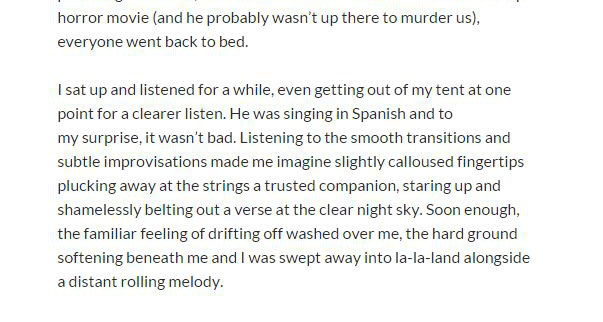 horror movie (and he probably wasn't up there to murder us),
everyone went back to bed.
I sat up and listened for a while, even getting out of my tent at one
point for a clearer listen. He was singing in Spanish and to
my surprise, it wasn't bad. Listening to the smooth transitions and
subtle improvisations made me imagine slightly calloused fingertips
plucking away at the strings a trusted companion, staring up and
shamelessly belting out a verse at the clear night sky. Soon enough,
the familiar feeling of drifting off washed over me, the hard ground
softening beneath me and I was swept away into la-la-land alongside
a distant rolling melody.